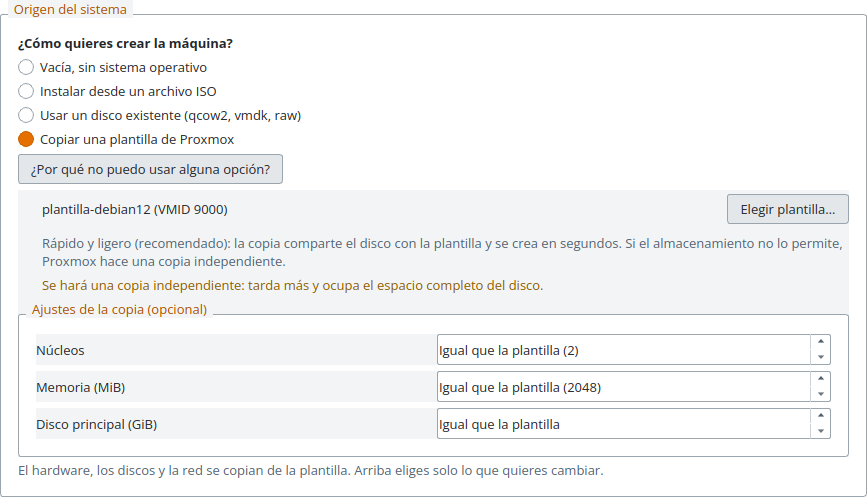 Origen del sistema
¿Cómo quieres crear la máquina?
Vacía, sin sistema operativo
Instalar desde un archivo ISO
Usar un disco existente (qcow2, vmdk, raw)
Copiar una plantilla de Proxmox
¿Por qué no puedo usar alguna opción?
plantilla-debian12 (VMID 9000)
Elegir plantilla...
Rápido y ligero (recomendado): la copia comparte el disco con la plantilla y se crea en segundos. Si el almacenamiento no lo permite,
Proxmox hace una copia independiente.
Se hará una copia independiente: tarda más y ocupa el espacio completo del disco.
Ajustes de la copia (opcional)
Núcleos
Igual que la plantilla (2)
Memoria (MiB)
Igual que la plantilla (2048)
Disco principal (GiB)
Igual que la plantilla
El hardware, los discos y la red se copian de la plantilla. Arriba eliges solo lo que quieres cambiar.